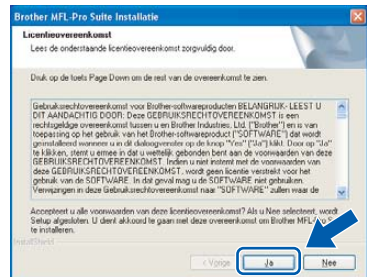 Brother MFL-Pro Suite Installatie
Licentieovereenkomst
Lees de onderstaande licentieovereenkomst zorgvuldig door.
Druk op de toets Page Down om de rest van de overeenkomst te zien.
Gebruiksrechtovereenkomst voor Brother-softwareproducten BELANGRIJK- LEEST U
DIT AANDACHTIG DOOR: Deze GEBRUIKSRECHTOVEREENKOMST is een
rechtsgeldige overeenkomst tussen u en Brother Industries, Ltd. ("Brother") en is van
toepassing op het gebruik van het Brother-softwareproduct ("SOFTWARE") dat wordt
geïnstalleerd wanneer u in dit dialoogvenster op de knop "Yes" ("Ja") klikt. Door op "Ja"
te klikken, stemt u ermee in dat u wettelijk gebonden bent aan de voorwaarden van deze
GEBRUIKSRECHTOVEREENKOMST. Indien u niet instemt met de voorwaarden van
deze GEBRUIKSRECHTOVEREENKOMST, wordt geen licentie verstrekt voor het
gebruik van de SOFTWARE. In dat geval mag u de SOFTWARE niet gebruiken.
Verwijzingen in deze Gebruiksrechtovereenkomst naar "SOFTWARE" zullen waar de
Accepteert u alle voorwaarden van deze licentieovereenkomst? Als u Nee selecteert, wordt
Setup afgesloten. U dient akkoord te gaan met deze overeenkomst om Brother MFL-Pro
te installeren.
InstallShield
< Vorige Ja Nee